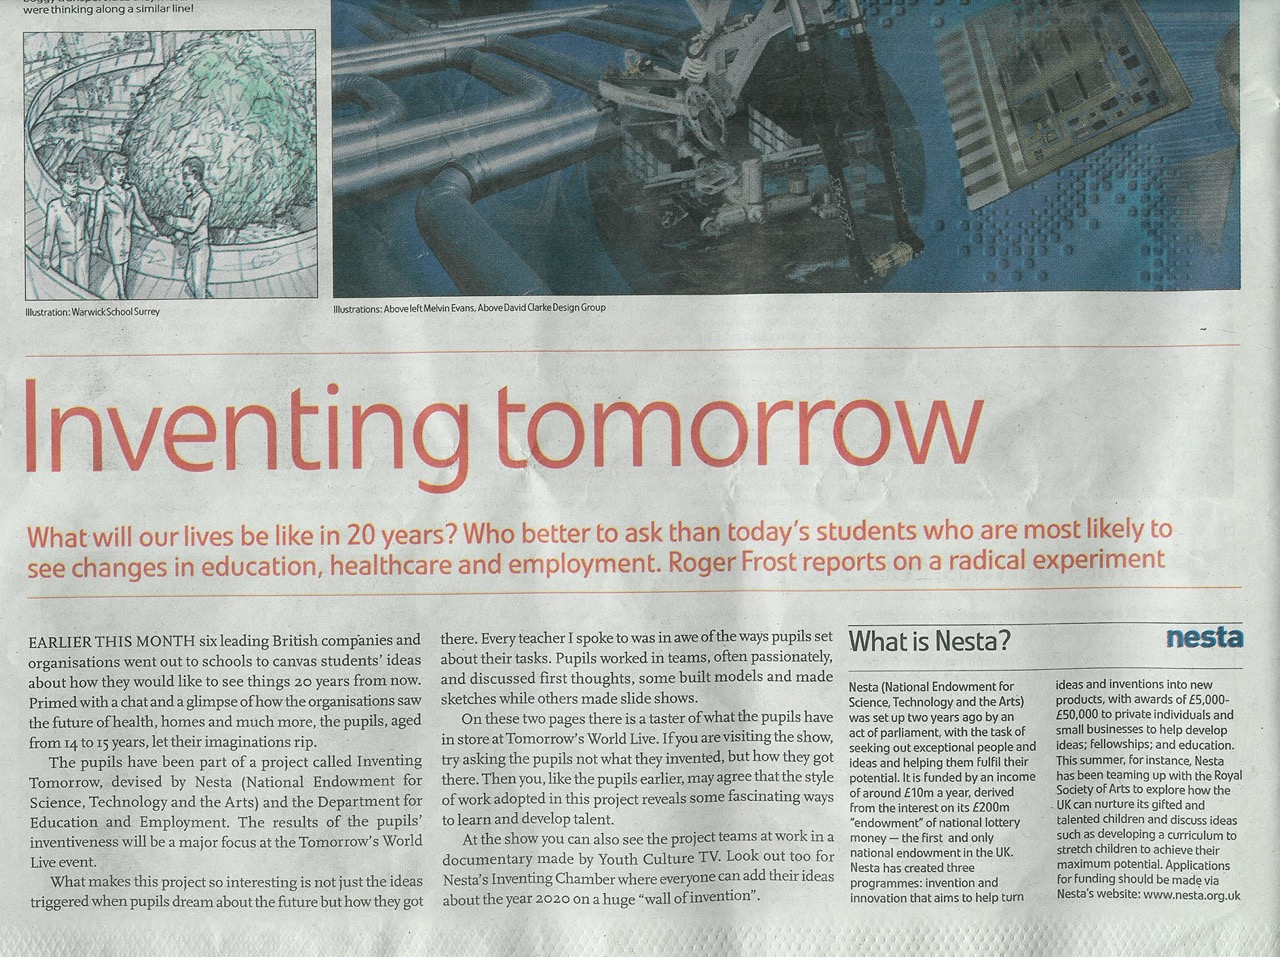 were thinking along a similar line!
Illustration: Warwick School Surrey
Illustrations: Above left Melvin Evans, Above David Clarke Design Group
Inventing tomorrow
What will our lives be like in 20 years? Who better to ask than today's students who are most likely to
see changes in education, healthcare and employment. Roger Frost reports on a radical experiment
EARLIER THIS MONTH six leading British companies and
organisations went out to schools to canvas students' ideas
about how they would like to see things 20 years from now.
Primed with a chat and a glimpse of how the organisations saw
the future of health, homes and much more, the pupils, aged
from 14 to 15 years, let their imaginations rip.
The pupils have been part of a project called Inventing
Tomorrow, devised by Nesta (National Endowment for
Science, Technology and the Arts) and the Department for
Education and Employment. The results of the pupils'
inventiveness will be a major focus at the Tomorrow's World
Live event.
What makes this project so interesting is not just the ideas
triggered when pupils dream about the future but how they got
there. Every teacher I spoke to was in awe of the ways pupils set
about their tasks. Pupils worked in teams, often passionately,
and discussed first thoughts, some built models and made
sketches while others made slide shows.
On these two pages there is a taster of what the pupils have
in store at Tomorrow's World Live. If you are visiting the show,
try asking the pupils not what they invented, but how they got
there. Then you, like the pupils earlier, may agree that the style
of work adopted in this project reveals some fascinating ways
to learn and develop talent.
At the show you can also see the project teams at work in a
documentary made by Youth Culture TV. Look out too for
Nesta's Inventing Chamber where everyone can add their ideas
about the year 2020 on a huge "wall of invention".
What is Nesta?
nesta
Nesta (National Endowment for
Science, Technology and the Arts)
was set up two years ago by an
act of parliament, with the task of
seeking out exceptional people and
ideas and helping them fulfil their
potential. It is funded by an income
of around £10m a year, derived
from the interest on its £200m
"endowment" of national lottery
money — the first and only
national endowment in the UK.
Nesta has created three
programmes: invention and
innovation that aims to help turn
ideas and inventions into new
products, with awards of £5,000-
£50,000 to private individuals and
small businesses to help develop
ideas; fellowships; and education.
This summer, for instance, Nesta
has been teaming up with the Royal
Society of Arts to explore how the
UK can nurture its gifted and
talented children and discuss ideas
such as developing a curriculum to
stretch children to achieve their
maximum potential. Applications
for funding should be made via
Nesta's website: www.nesta.org.uk